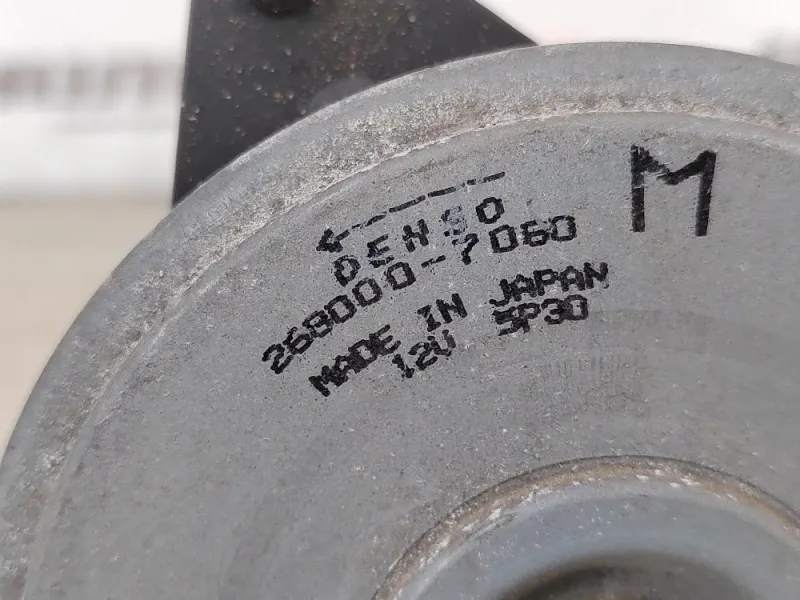 DENSO
268000-7060
MADE IN JAPAN
12V 5P30
M